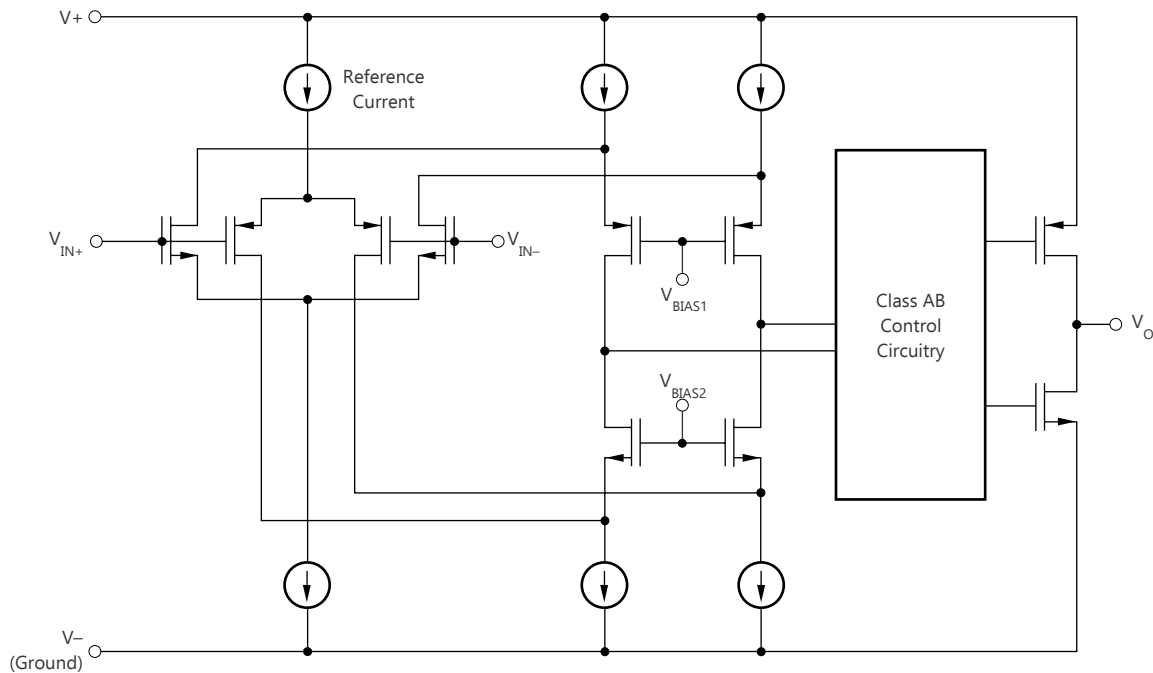 V+
Reference
Current
VIN+
VIN–
VBIAS1
Class AB
Control
Circuitry
VO
VBIAS2
V–
(Ground)